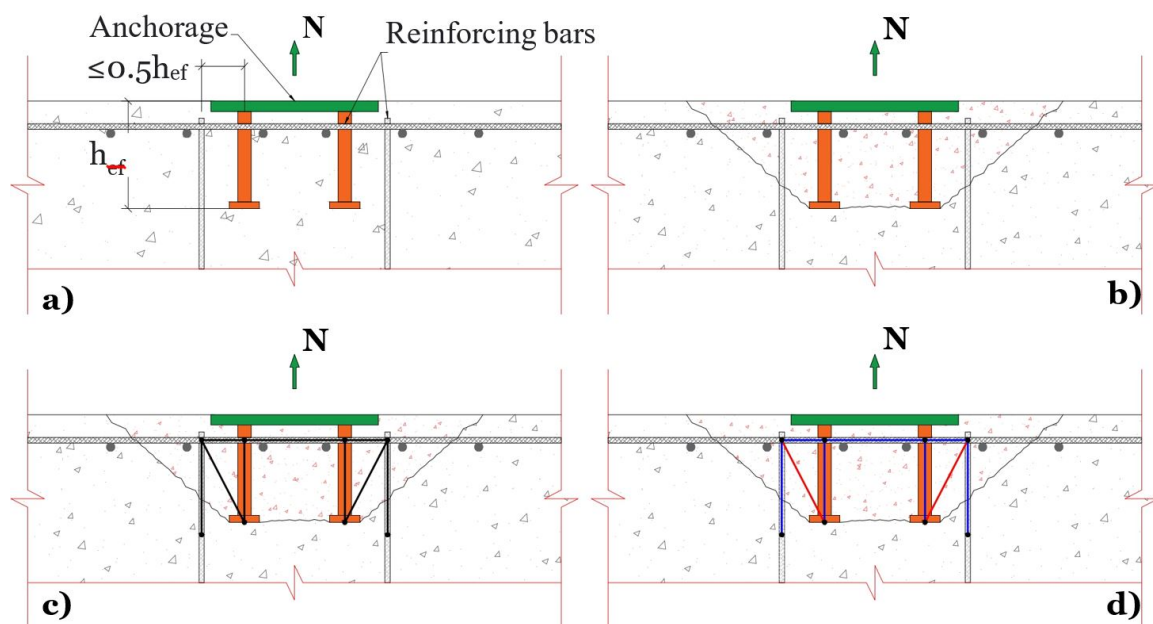 Anchorage
N
Reinforcing bars
≤0.5hef
hef
a)
N
b)
N
c)
N
d)